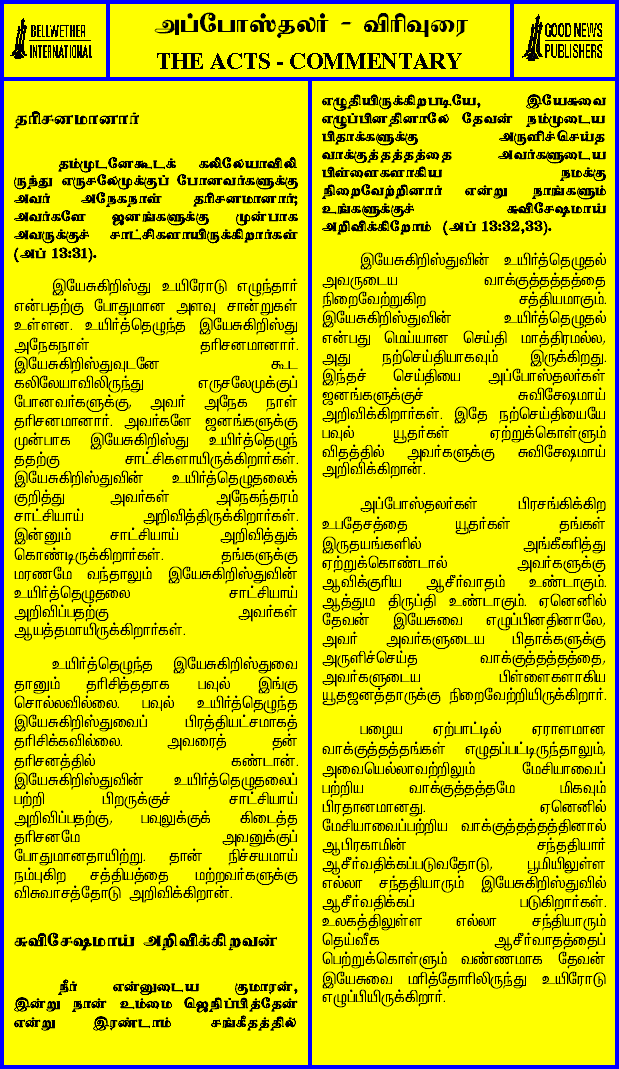 BELLWETHER
INTERNATIONAL
அப்போஸ்தலர் - விரிவுரை
THE ACTS - COMMENTARY
GOOD NEWS
PUBLISHERS
தரிசனமானார்
தம்முடனேகூடக் கலிலேயாவிலி
ருந்து எருசலேமுக்குப் போனவர்களுக்கு
அவர் அநேகநாள் தரிசனமானார்;
அவர்களே ஜனங்களுக்கு முன்பாக
அவருக்குச் சாட்சிகளாயிருக்கிறார்கள்
(அப் 13:31).
இயேசுகிறிஸ்து உயிரோடு எழுந்தார்
என்பதற்கு போதுமான அளவு சான்றுகள்
உள்ளன. உயிர்த்தெழுந்த இயேசுகிறிஸ்து
அநேகநாள் தரிசனமானார்.
இயேசுகிறிஸ்துவுடனே கூட
கலிலேயாவிலிருந்து எருசலேமுக்குப்
போனவர்களுக்கு, அவர் அநேக நாள்
தரிசனமானார். அவர்களே ஜனங்களுக்கு
முன்பாக இயேசுகிறிஸ்து உயிர்த்தெழுந்
ததற்கு சாட்சிகளாயிருக்கிறார்கள்.
இயேசுகிறிஸ்துவின் உயிர்த்தெழுதலைக்
குறித்து அவர்கள் அநேகந்தரம்
சாட்சியாய் அறிவித்திருக்கிறார்கள்.
இன்னும் சாட்சியாய் அறிவித்துக்
கொண்டிருக்கிறார்கள். தங்களுக்கு
மரணமே வந்தாலும் இயேசுகிறிஸ்துவின்
உயிர்த்தெழுதலை சாட்சியாய்
அறிவிப்பதற்கு அவர்கள்
ஆயத்தமாயிருக்கிறார்கள்.
உயிர்த்தெழுந்த இயேசுகிறிஸ்துவை
தானும் தரிசித்ததாக பவுல் இங்கு
சொல்லவில்லை. பவுல் உயிர்த்தெழுந்த
இயேசுகிறிஸ்துவைப் பிரத்தியட்சமாகத்
தரிசிக்கவில்லை. அவரைத் தன்
தரிசனத்தில் கண்டான்.
இயேசுகிறிஸ்துவின் உயிர்த்தெழுதலைப்
பற்றி பிறருக்குச் சாட்சியாய்
அறிவிப்பதற்கு, பவுலுக்குக் கிடைத்த
தரிசனமே அவனுக்குப்
போதுமானதாயிற்று. தான் நிச்சயமாய்
நம்புகிற சத்தியத்தை மற்றவர்களுக்கு
விசுவாசத்தோடு அறிவிக்கிறான்.
சுவிசேஷமாய் அறிவிக்கிறவன்
நீர் என்னுடைய குமாரன்,
இன்று நான் உம்மை ஜெநிப்பித்தேன்
என்று இரண்டாம் சங்கீதத்தில்
எழுதியிருக்கிறபடியே, இயேசுவை
எழுப்பினதினாலே தேவன் நம்முடைய
பிதாக்களுக்கு அருளிச்செய்த
வாக்குத்தத்தத்தை அவர்களுடைய
பிள்ளைகளாகிய நமக்கு
நிறைவேற்றினார் என்று நாங்களும்
உங்களுக்குச் சுவிசேஷமாய்
அறிவிக்கிறோம் (அப் 13:32,33).
இயேசுகிறிஸ்துவின் உயிர்த்தெழுதல்
அவருடைய வாக்குத்தத்தத்தை
நிறைவேற்றுகிற சத்தியமாகும்.
இயேசுகிறிஸ்துவின் உயிர்த்தெழுதல்
என்பது மெய்யான செய்தி மாத்திரமல்ல,
அது நற்செய்தியாகவும் இருக்கிறது.
இந்தச் செய்தியை அப்போஸ்தலர்கள்
ஜனங்களுக்குச் சுவிசேஷமாய்
அறிவிக்கிறார்கள். இதே நற்செய்தியையே
பவுல் யூதர்கள் ஏற்றுக்கொள்ளும்
விதத்தில் அவர்களுக்கு சுவிசேஷமாய்
அறிவிக்கிறான்.
அப்போஸ்தலர்கள் பிரசங்கிக்கிற
உபதேசத்தை யூதர்கள் தங்கள்
இருதயங்களில் அங்கீகரித்து
ஏற்றுக்கொண்டால் அவர்களுக்கு
ஆவிக்குரிய ஆசீர்வாதம் உண்டாகும்.
ஆத்தும திருப்தி உண்டாகும். ஏனெனில்
தேவன் இயேசுவை எழுப்பினதினாலே,
அவர் அவர்களுடைய பிதாக்களுக்கு
அருளிச்செய்த வாக்குத்தத்தத்தை,
அவர்களுடைய பிள்ளைகளாகிய
யூதஜனத்தாருக்கு நிறைவேற்றியிருக்கிறார்.
பழைய ஏற்பாட்டில் ஏராளமான
வாக்குத்தத்தங்கள் எழுதப்பட்டிருந்தாலும்,
அவையெல்லாவற்றிலும் மேசியாவைப்
பற்றிய வாக்குத்தத்தமே மிகவும்
பிரதானமானது. ஏனெனில்
மேசியாவைப்பற்றிய வாக்குத்தத்தத்தினால்
ஆபிரகாமின் சந்ததியார்
ஆசீர்வதிக்கப்படுவதோடு, பூமியிலுள்ள
எல்லா சந்ததியாரும் இயேசுகிறிஸ்துவில்
ஆசீர்வதிக்கப் படுகிறார்கள்.
உலகத்திலுள்ள எல்லா சந்தியாரும்
தெய்வீக ஆசீர்வாதத்தைப்
பெற்றுக்கொள்ளும் வண்ணமாக தேவன்
இயேசுவை மரித்தோரிலிருந்து உயிரோடு
எழுப்பியிருக்கிறார்.